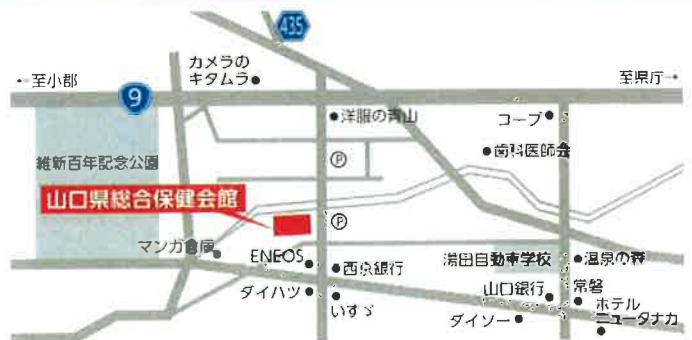 435
カメラの
キタムラ
←至小郡
至県庁→
9
洋服の青山
コープ
歯科医師会
維新百年記念公園
P
山口県総合保健会館
P
マンガ倉庫
ENEOS
西京銀行
湯田自動車学校
温泉の森
ダイハツ
いすゞ
山口銀行
常磐
ダイソー
ホテル
ニュータナカ